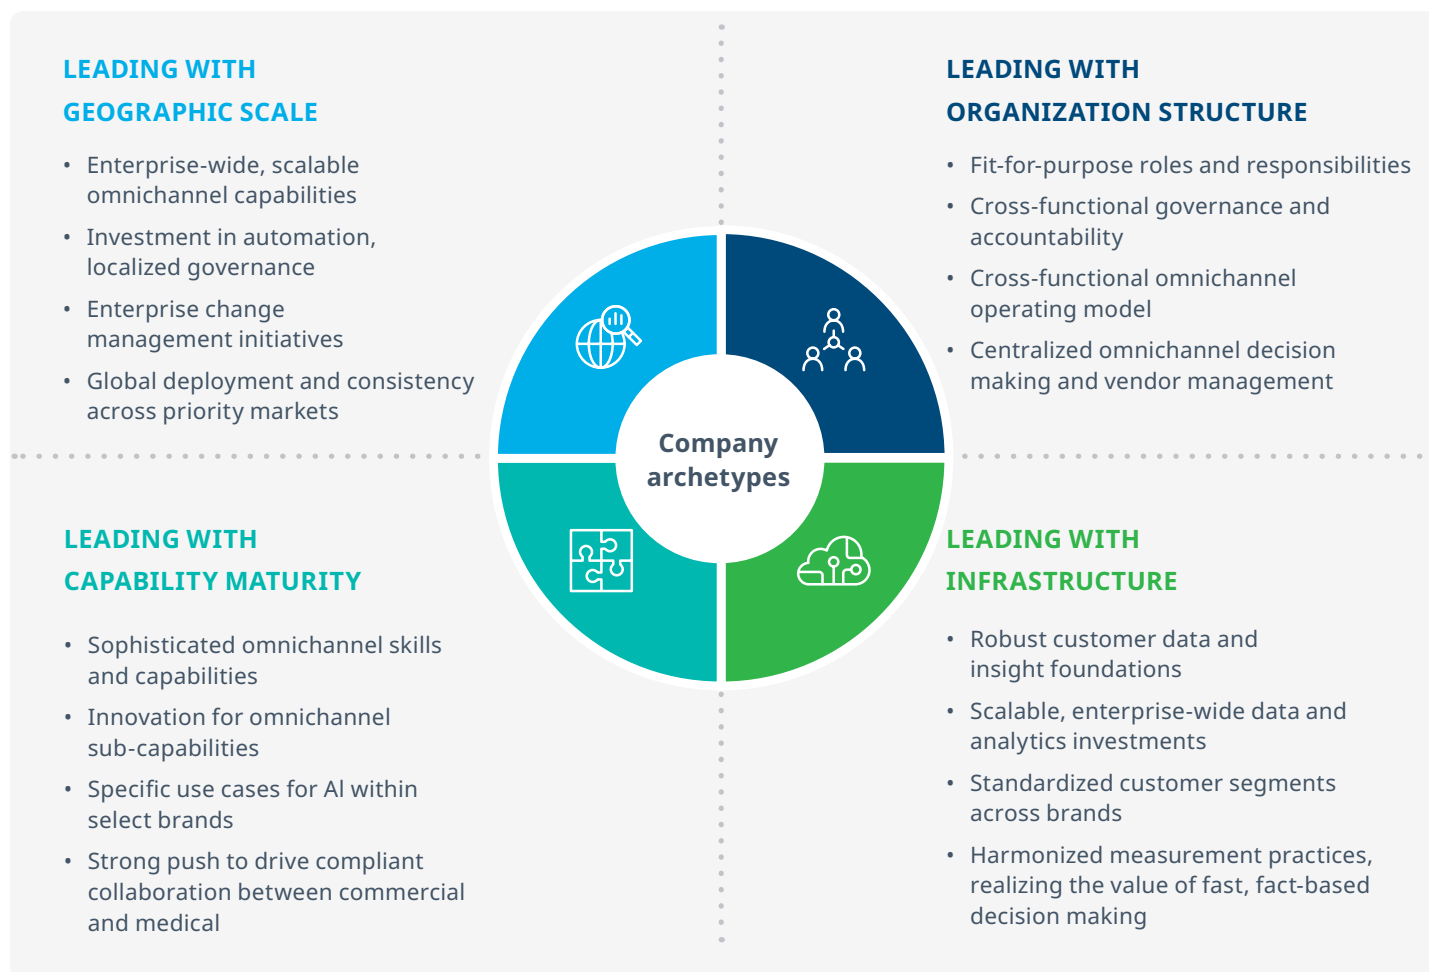 LEADING WITH
GEOGRAPHIC SCALE
• Enterprise-wide, scalable
omnichannel capabilities
• Investment in automation,
localized governance
• Enterprise change
management initiatives
• Global deployment and consistency
across priority markets
LEADING WITH
ORGANIZATION STRUCTURE
• Fit-for-purpose roles and responsibilities
• Cross-functional governance and
accountability
• Cross-functional omnichannel
operating model
• Centralized omnichannel decision
making and vendor management
Company
archetypes
LEADING WITH
CAPABILITY MATURITY
• Sophisticated omnichannel skills
and capabilities
• Innovation for omnichannel
sub-capabilities
• Specific use cases for AI within
select brands
• Strong push to drive compliant
collaboration between commercial
and medical
LEADING WITH
INFRASTRUCTURE
• Robust customer data and
insight foundations
• Scalable, enterprise-wide data and
analytics investments
• Standardized customer segments
across brands
• Harmonized measurement practices,
realizing the value of fast, fact-based
decision making